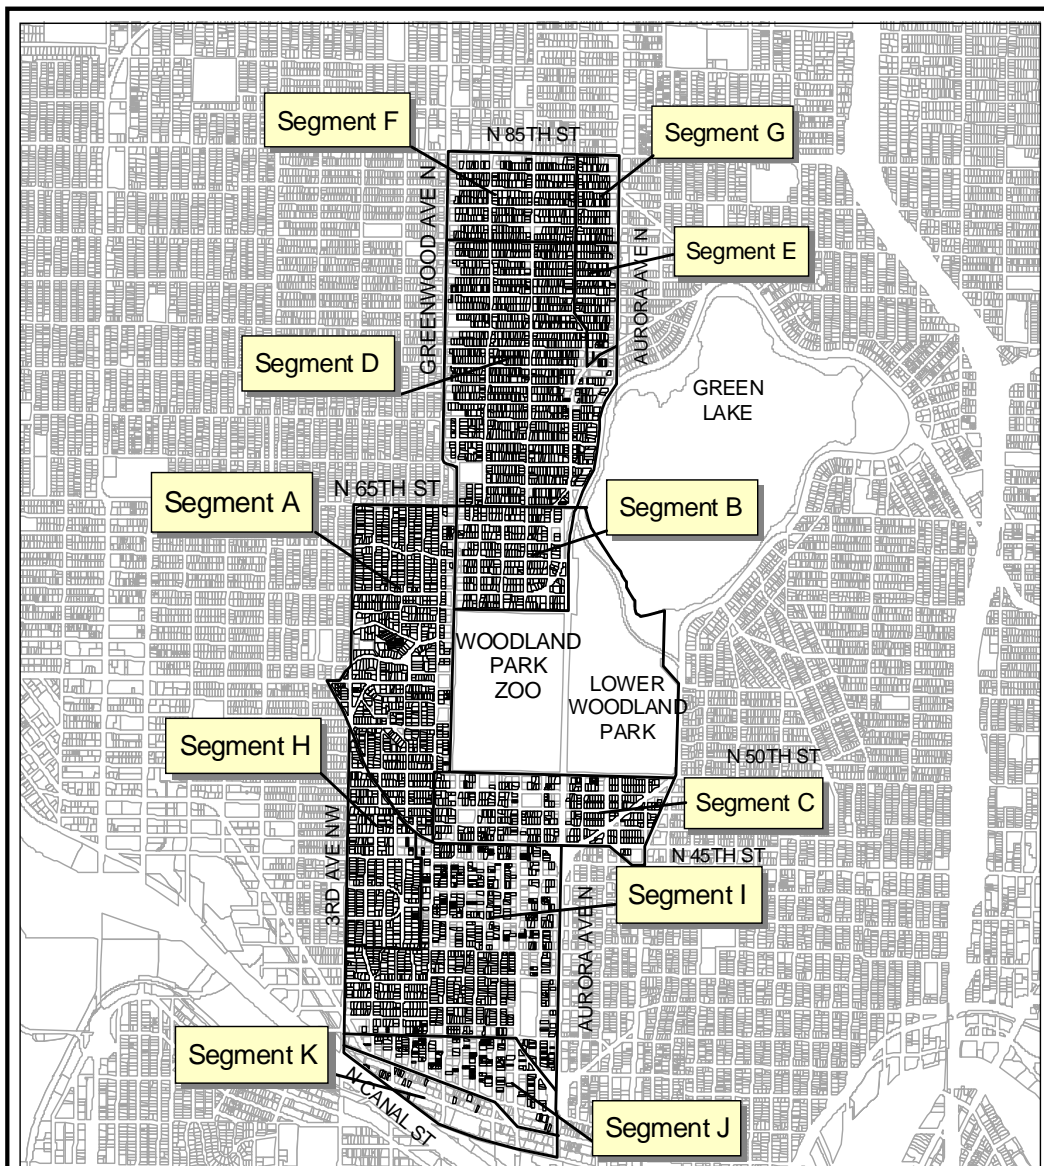 Segment F
N 85TH ST
Segment G
GREENWOOD AVE N
Segment E
AURORA AVE N
Segment D
GREEN
LAKE
N 65TH ST
Segment A
Segment B
WOODLAND
PARK
ZOO
LOWER
WOODLAND
PARK
Segment H
N 50TH ST
Segment C
3RD AVE NW
N 45TH ST
Segment I
AURORA AVE N
Segment K
N CANAL ST
Segment J